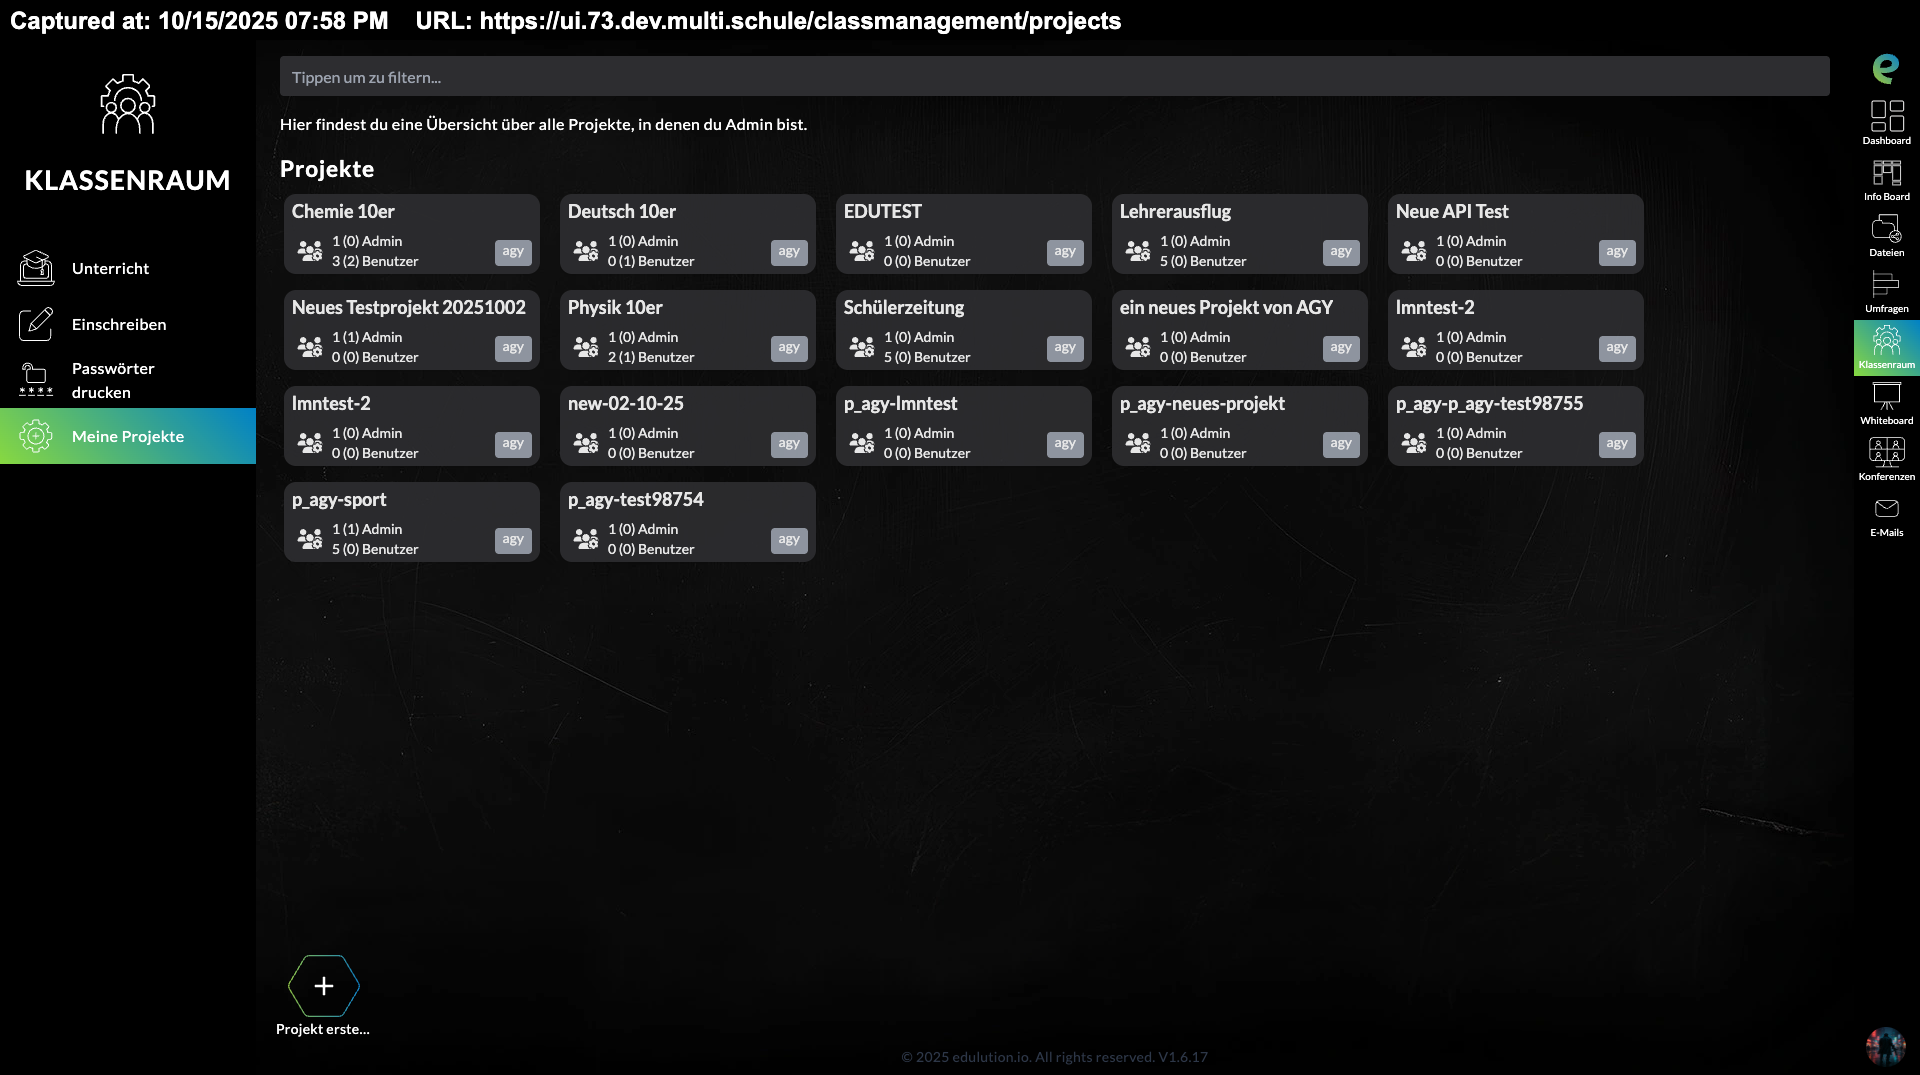 Captured at: 10/15/2025 07:58 PM    URL: https://ui.73.dev.multi.schule/classmanagement/projects
KLASSENRAUM
Unterricht
Einschreiben
Passwörter
drucken
Meine Projekte
Tippen um zu filtern...
Hier findest du eine Übersicht über alle Projekte, in denen du Admin bist.
Projekte
Chemie 10er
1 (0) Admin
3 (2) Benutzer
agy
Deutsch 10er
1 (0) Admin
0 (1) Benutzer
agy
EDUTEST
1 (0) Admin
0 (0) Benutzer
agy
Lehrerausflug
1 (0) Admin
5 (0) Benutzer
agy
Neue API Test
1 (0) Admin
0 (0) Benutzer
agy
Neues Testprojekt 20251002
1 (1) Admin
0 (0) Benutzer
agy
Physik 10er
1 (0) Admin
2 (1) Benutzer
agy
Schülerzeitung
1 (0) Admin
5 (0) Benutzer
agy
ein neues Projekt von AGY
1 (0) Admin
0 (0) Benutzer
agy
lmntest-2
1 (0) Admin
0 (0) Benutzer
agy
lmntest-2
1 (0) Admin
0 (0) Benutzer
agy
new-02-10-25
1 (0) Admin
0 (0) Benutzer
agy
p_agy-lmntest
1 (0) Admin
0 (0) Benutzer
agy
p_agy-neues-projekt
1 (0) Admin
0 (0) Benutzer
agy
p_agy-p_agy-test98755
1 (0) Admin
0 (0) Benutzer
agy
p_agy-sport
1 (1) Admin
5 (0) Benutzer
agy
p_agy-test98754
1 (0) Admin
0 (0) Benutzer
agy
Projekt erste...
© 2025 edulution.io. All rights reserved. V1.6.17
Dashboard
Info Board
Dateien
Umfragen
Klassenraum
Whiteboard
Konferenzen
E-Mails